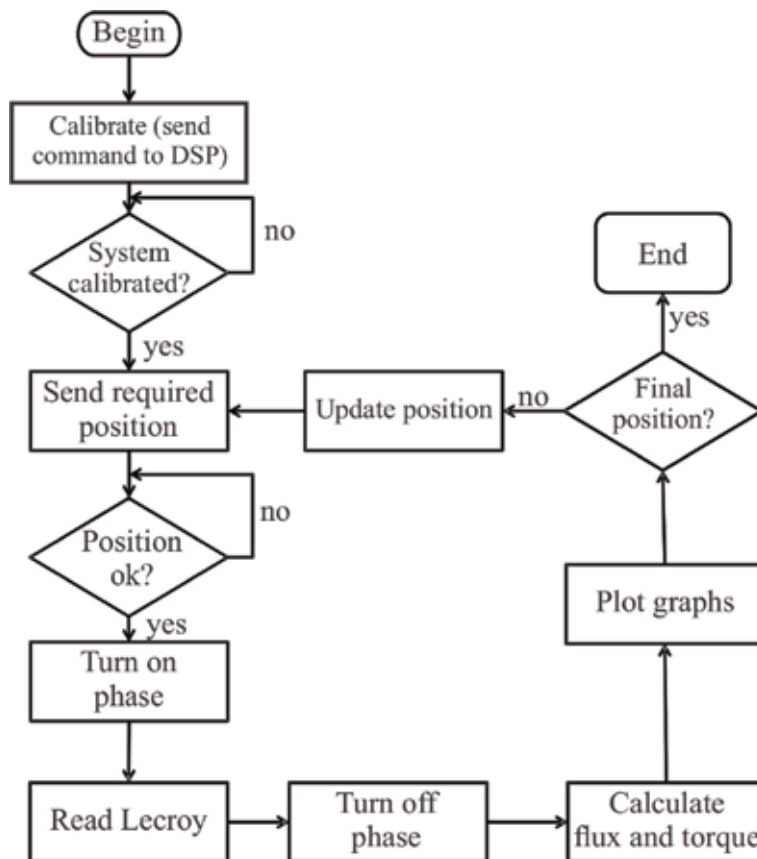 Begin
Calibrate (send
command to DSP)
no
System
calibrated?
End
yes
yes
Send required
position
Update position
no
Final
position?
no
Position
ok?
Plot graphs
yes
Turn on
phase
Read Lecroy
Turn off
phase
Calculate
flux and torque